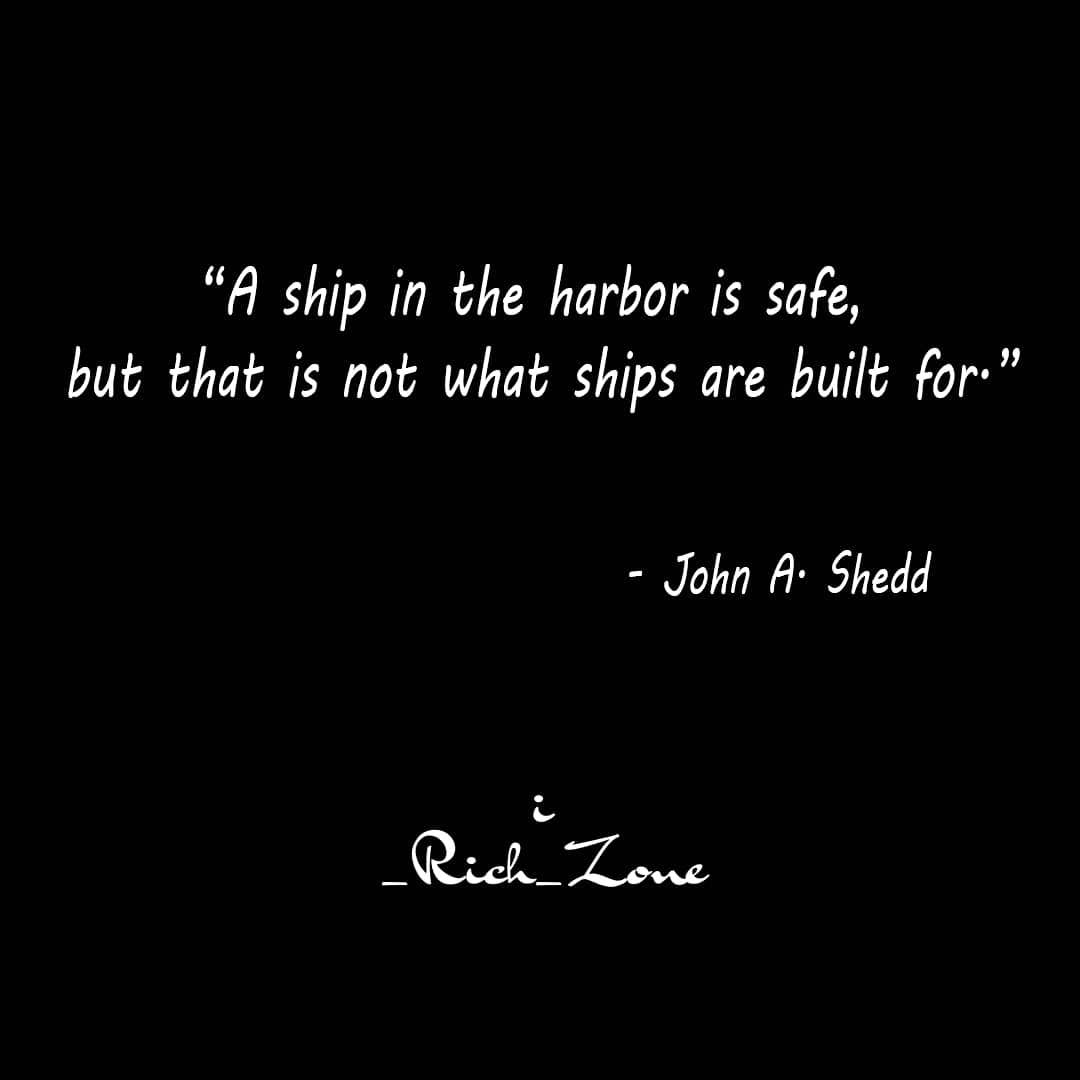 “A ship in the harbor is safe,
but that is not what ships are built for.”
- John A. Shedd
i
_Rich_Zone